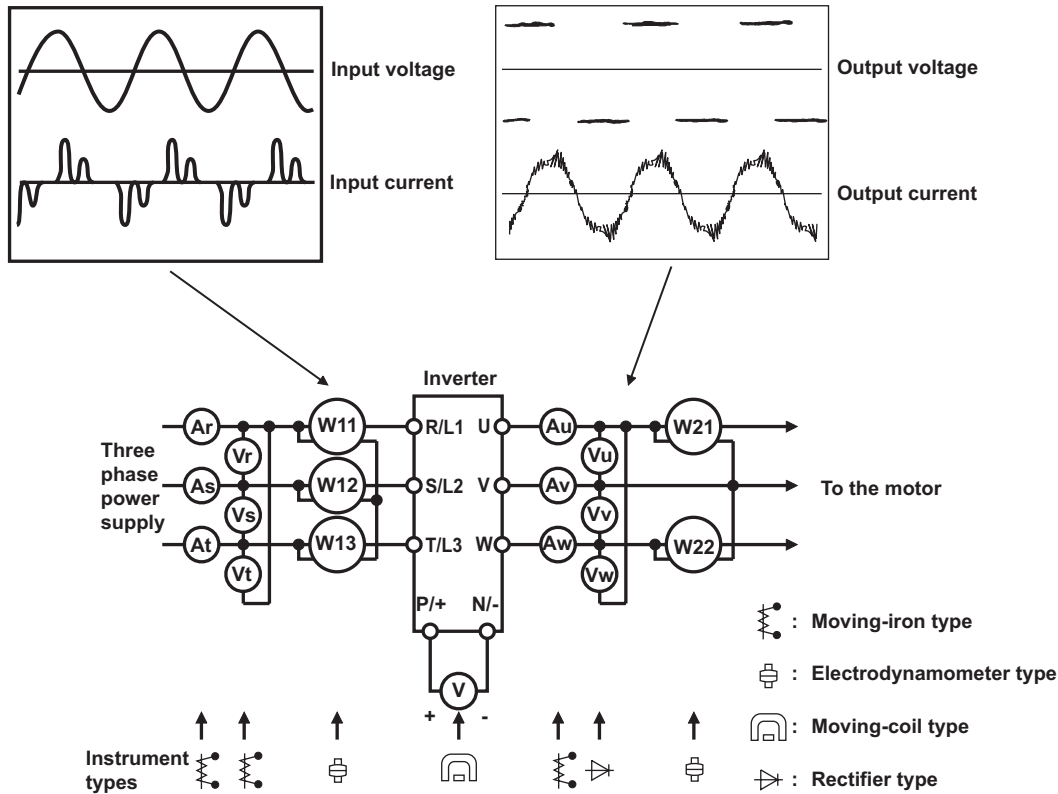 Input voltage
Input current
Output voltage
Output current
Inverter
Three
phase
power
supply
Ar
As
At
Vr
Vs
Vt
W11
W12
W13
R/L1
S/L2
T/L3
U
V
W
P/+
N/-
Au
Av
Aw
Vu
Vv
Vw
W21
W22
To the motor
V
+
-
Instrument
types
: Moving-iron type
: Electrodynamometer type
: Moving-coil type
: Rectifier type